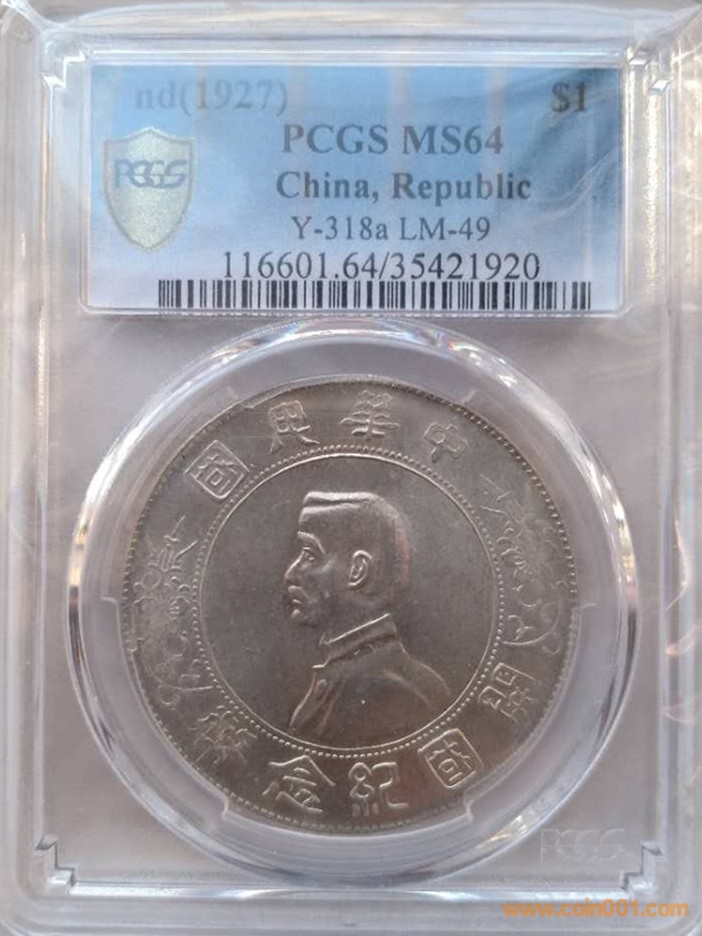 nd(1927) $1
PCGS MS64
PCGS
China, Republic
Y-318a LM-49
116601.64/35421920
中華民國
開國紀念幣
PCGS
www.coin001.com